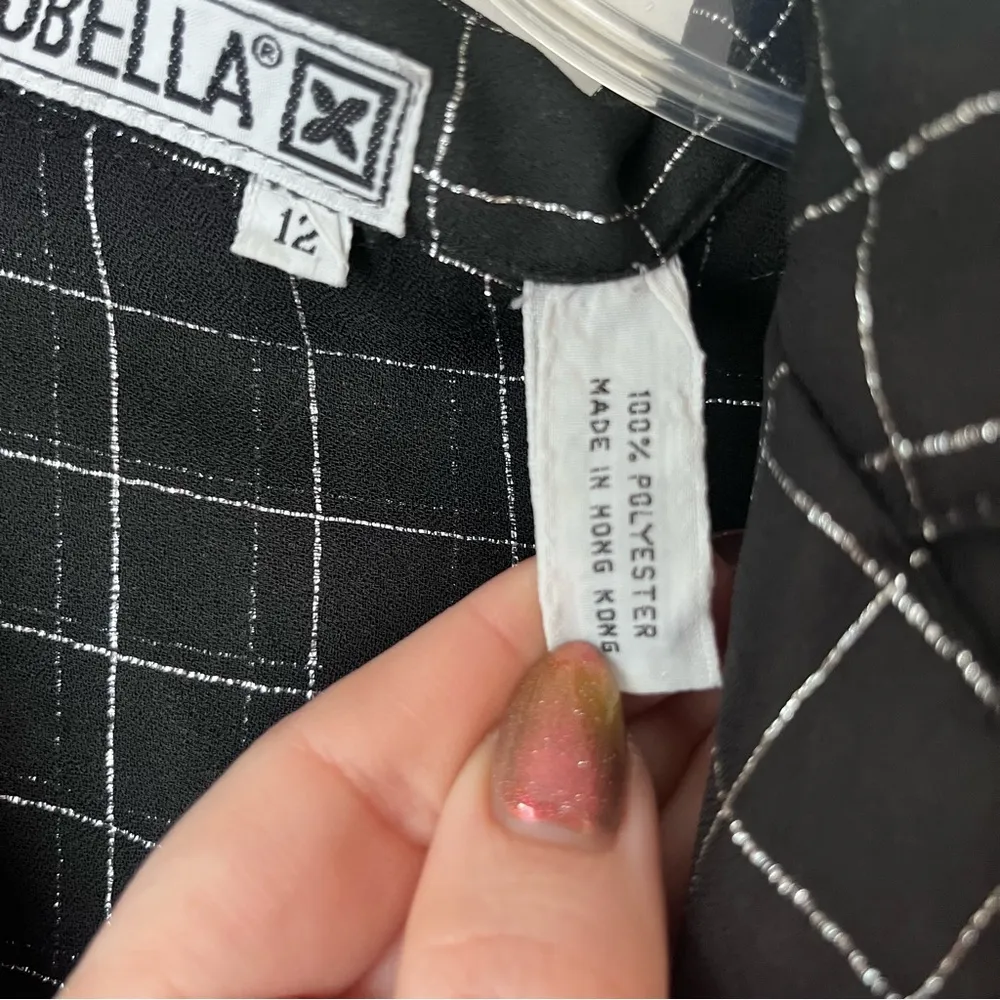 OBELLA®
12
100% POLYESTER
MADE IN HONG KONG